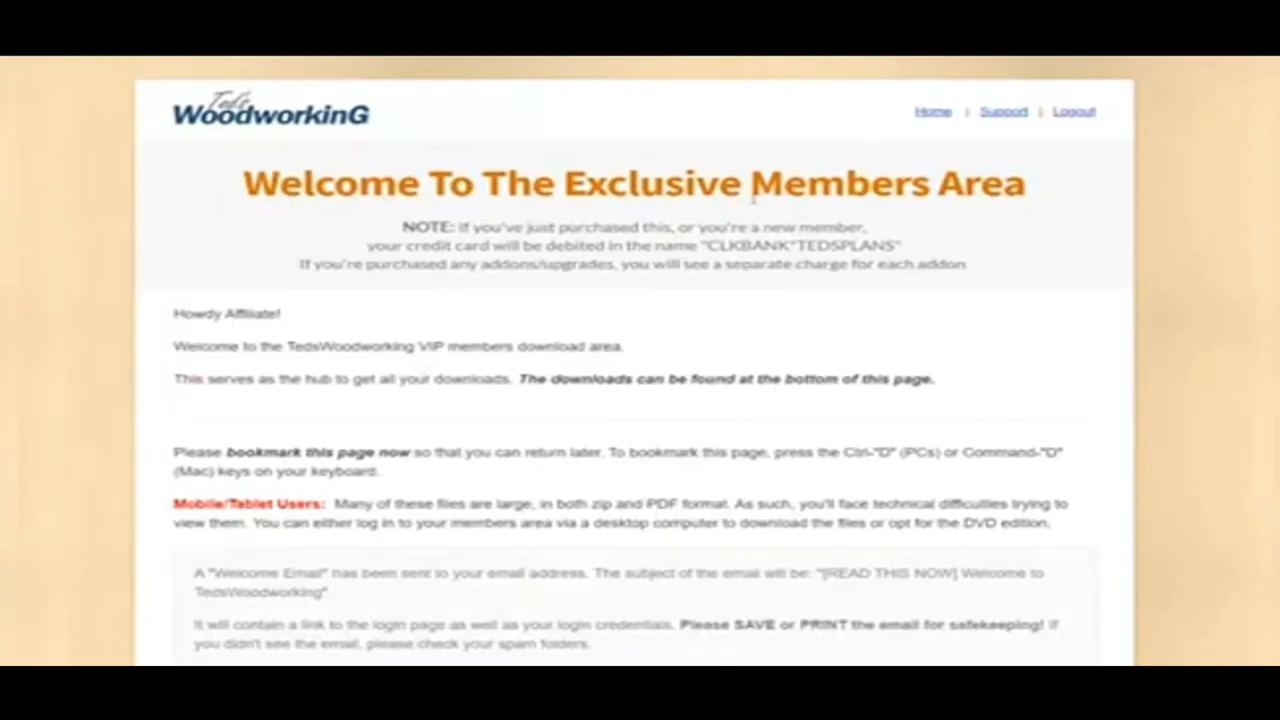 Ted's
WoodworkinG
Home | Support | Logout
Welcome To The Exclusive Members Area
NOTE: If you've just purchased this, or you're a new member,
your credit card will be debited in the name "CLKBANK*TEDSPLANS"
If you're purchased any addons/upgrades, you will see a separate charge for each addon.
Howdy Affiliate!
Welcome to the TedsWoodworking VIP members download area.
This serves as the hub to get all your downloads. The downloads can be found at the bottom of this page.
Please bookmark this page now so that you can return later. To bookmark this page, press the Ctrl-"D" (PCs) or Command-"D"
(Mac) keys on your keyboard.
Mobile/Tablet Users: Many of these files are large, in both zip and PDF format. As such, you'll face technical difficulties trying to
view them. You can either log in to your members area via a desktop computer to download the files or opt for the DVD edition.
A "Welcome Email" has been sent to your email address. The subject of the email will be: "[READ THIS NOW] Welcome to
TedsWoodworking"
It will contain a link to the login page as well as your login credentials. Please SAVE or PRINT the email for safekeeping! If
you didn't see the email, please check your spam folders.